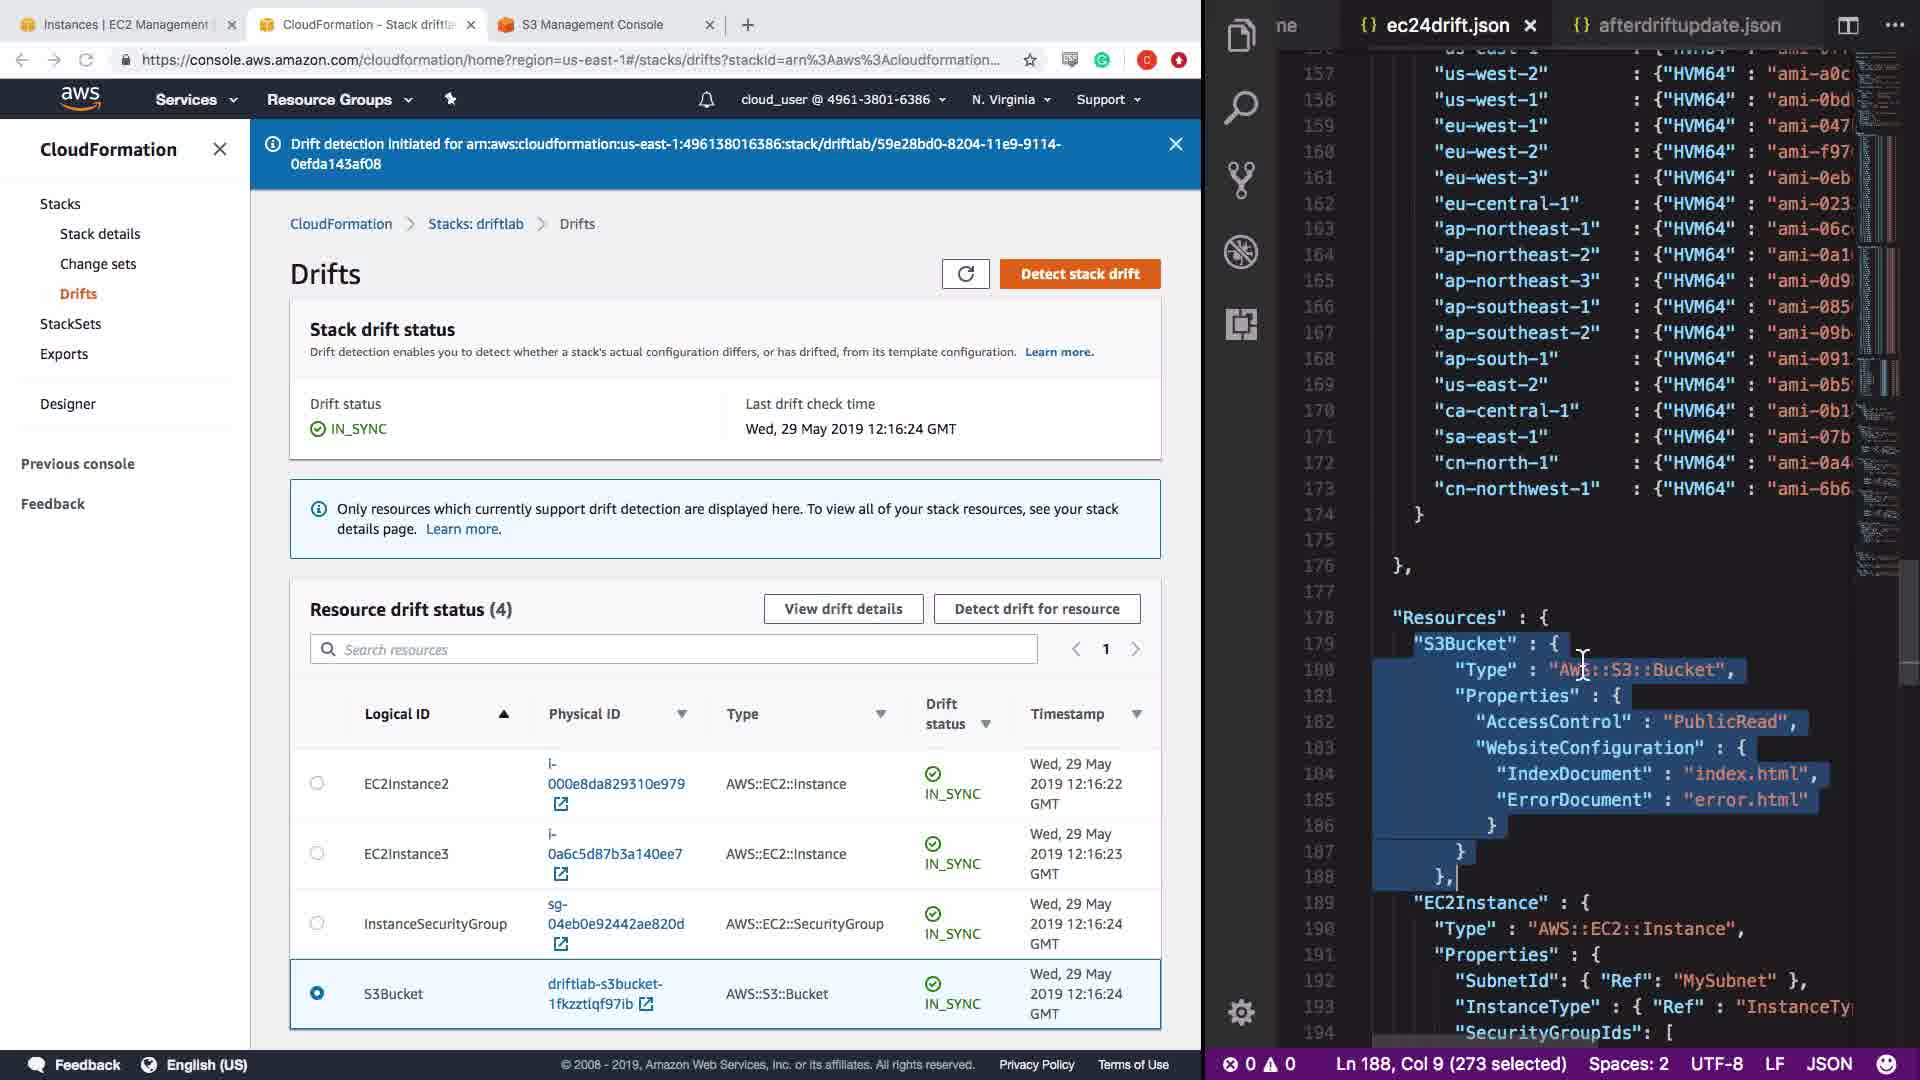 Instances | EC2 Management
CloudFormation - Stack drift
S3 Management Console
https://console.aws.amazon.com/cloudformation/home?region=us-east-1#/stacks/drifts?stackId=arn%3Aaws%3Acloudformation...
aws
Services
Resource Groups
cloud_user @ 4961-3801-6386
N. Virginia
Support
CloudFormation
Stacks
Stack details
Change sets
Drifts
StackSets
Exports
Designer
Previous console
Feedback
Drift detection initiated for arn:aws:cloudformation:us-east-1:496138016386:stack/driftlab/59e28bd0-8204-11e9-9114-
0efda143af08
CloudFormation > Stacks: driftlab > Drifts
Drifts
Detect stack drift
Stack drift status
Drift detection enables you to detect whether a stack's actual configuration differs, or has drifted, from its template configuration. Learn more.
Drift status
IN_SYNC
Last drift check time
Wed, 29 May 2019 12:16:24 GMT
Only resources which currently support drift detection are displayed here. To view all of your stack resources, see your stack
details page. Learn more.
Resource drift status (4)
View drift details
Detect drift for resource
Search resources
1
Logical ID
Physical ID
Type
Drift
status
Timestamp
EC2Instance2
i-
000e8da829310e979
AWS::EC2::Instance
IN_SYNC
Wed, 29 May
2019 12:16:22
GMT
EC2Instance3
i-
0a6c5d87b3a140ee7
AWS::EC2::Instance
IN_SYNC
Wed, 29 May
2019 12:16:23
GMT
InstanceSecurityGroup
sg-
04eb0e92442ae820d
AWS::EC2::SecurityGroup
IN_SYNC
Wed, 29 May
2019 12:16:24
GMT
S3Bucket
driftlab-s3bucket-
1fkzztlqf97ib
AWS::S3::Bucket
IN_SYNC
Wed, 29 May
2019 12:16:24
GMT
Feedback
English (US)
© 2008 - 2019, Amazon Web Services, Inc. or its affiliates. All rights reserved.
Privacy Policy
Terms of Use
me
{} ec24drift.json
{} afterdriftupdate.json
157 "us-west-2" : {"HVM64" : "ami-a0c
158 "us-west-1" : {"HVM64" : "ami-0bd
159 "eu-west-1" : {"HVM64" : "ami-047
160 "eu-west-2" : {"HVM64" : "ami-f97
161 "eu-west-3" : {"HVM64" : "ami-0eb
162 "eu-central-1" : {"HVM64" : "ami-023
163 "ap-northeast-1" : {"HVM64" : "ami-06c
164 "ap-northeast-2" : {"HVM64" : "ami-0a1
165 "ap-northeast-3" : {"HVM64" : "ami-0d9
166 "ap-southeast-1" : {"HVM64" : "ami-085
167 "ap-southeast-2" : {"HVM64" : "ami-09b
168 "ap-south-1" : {"HVM64" : "ami-091
169 "us-east-2" : {"HVM64" : "ami-0b5
170 "ca-central-1" : {"HVM64" : "ami-0b1
171 "sa-east-1" : {"HVM64" : "ami-07b
172 "cn-north-1" : {"HVM64" : "ami-0a4
173 "cn-northwest-1" : {"HVM64" : "ami-6b6
174 }
175
176 },
177
178 "Resources" : {
179 "S3Bucket" : {
180 "Type" : "AWS::S3::Bucket",
181 "Properties" : {
182 "AccessControl" : "PublicRead",
183 "WebsiteConfiguration" : {
184 "IndexDocument" : "index.html",
185 "ErrorDocument" : "error.html"
186 }
187 }
188 },
189 "EC2Instance" : {
190 "Type" : "AWS::EC2::Instance",
191 "Properties" : {
192 "SubnetId": { "Ref": "MySubnet" },
193 "InstanceType" : { "Ref" : "InstanceTy
194 "SecurityGroupIds": [
0 0
Ln 188, Col 9 (273 selected)
Spaces: 2
UTF-8
LF
JSON